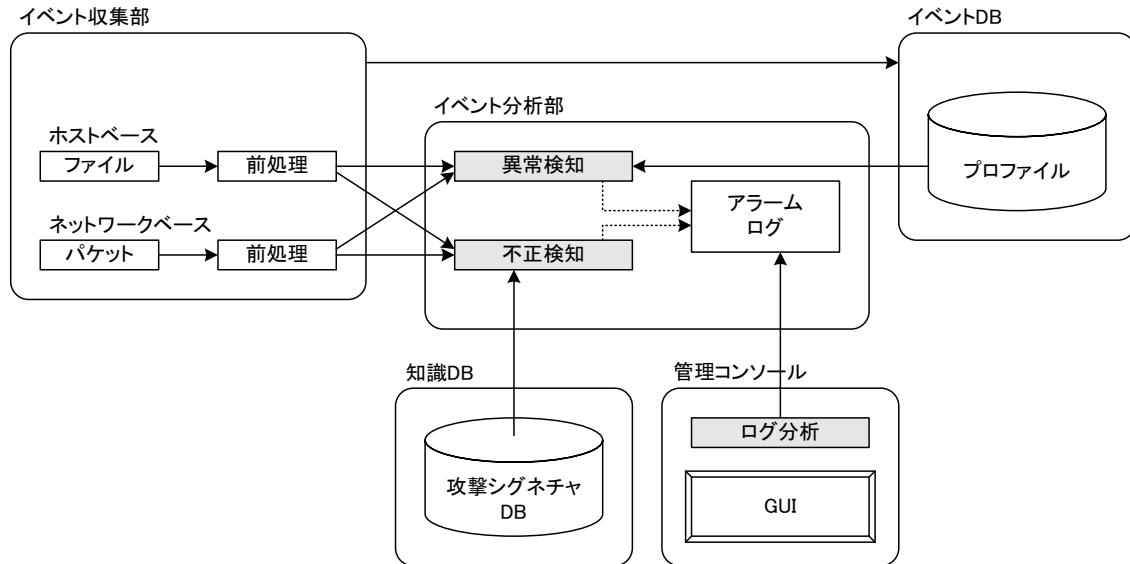 イベント収集部
イベントDB
イベント分析部
ホストベース
ファイル
前処理
異常検知
プロファイル
アラーム
ログ
ネットワークベース
パケット
前処理
不正検知
知識DB
管理コンソール
ログ分析
攻撃シグネチャ
DB
GUI